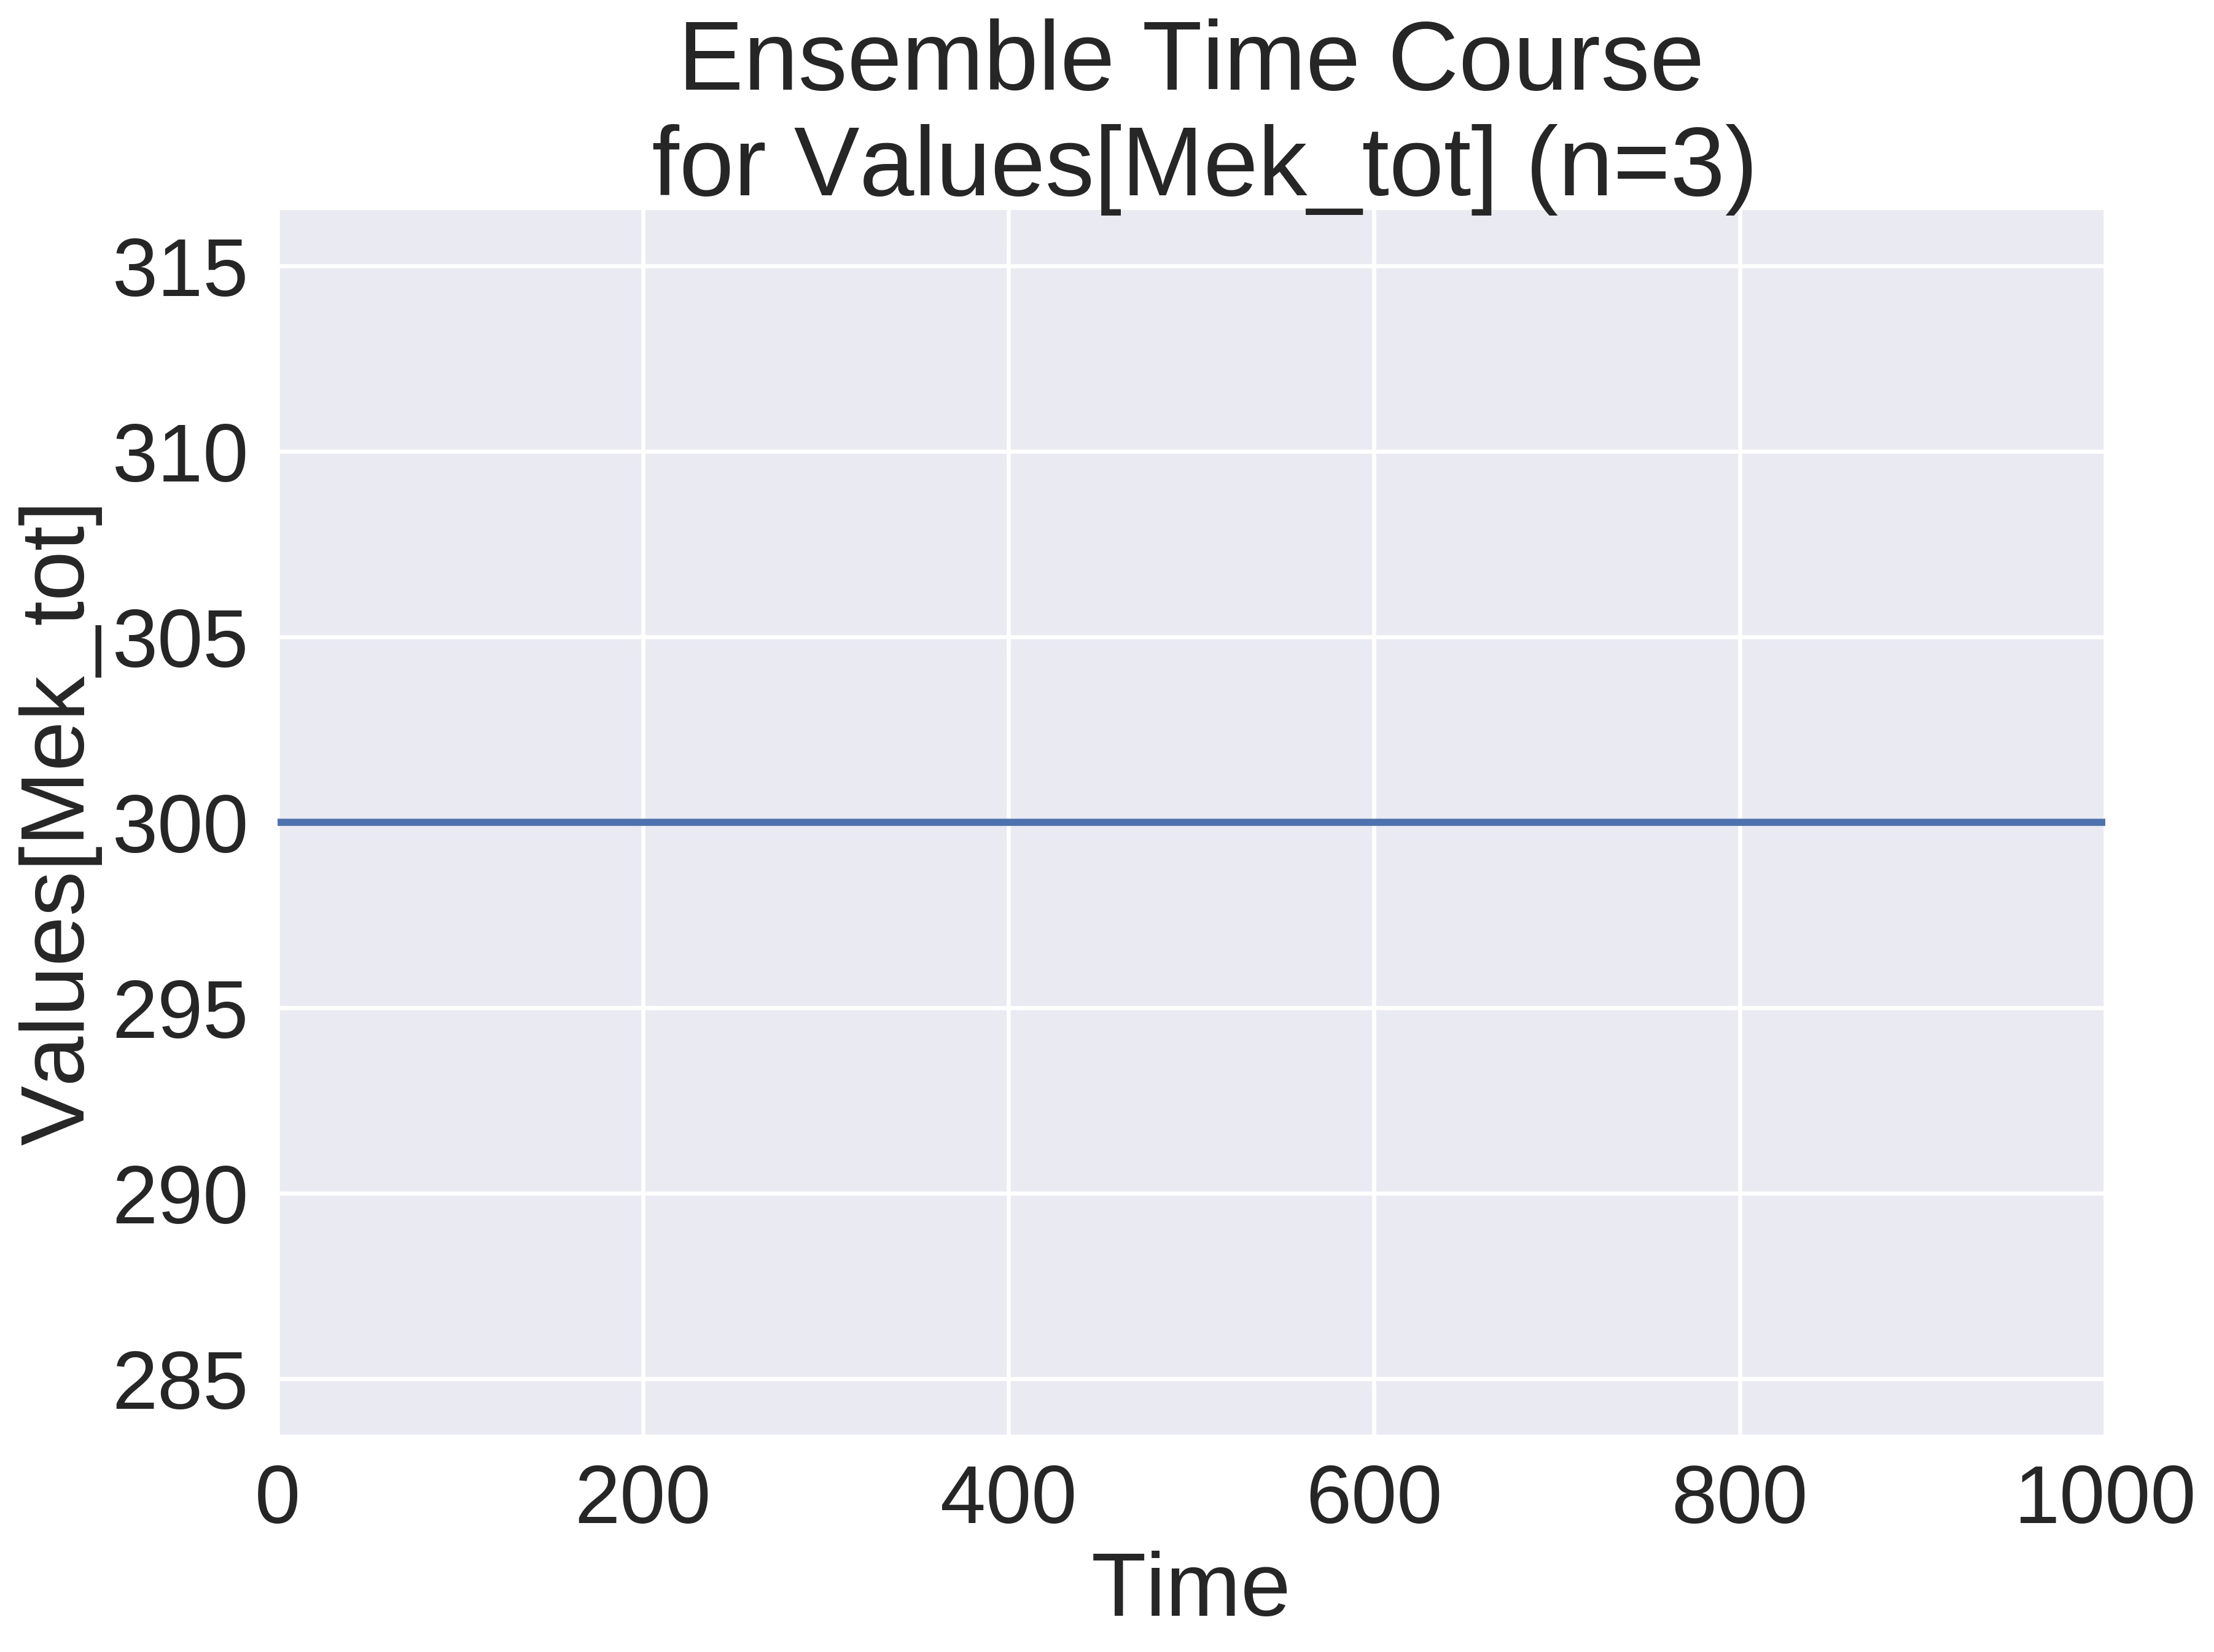 Ensemble Time Course
for Values[Mek_tot] (n=3)
Values[Mek_tot]
315
310
305
300
295
290
285
0 200 400 600 800 1000
Time